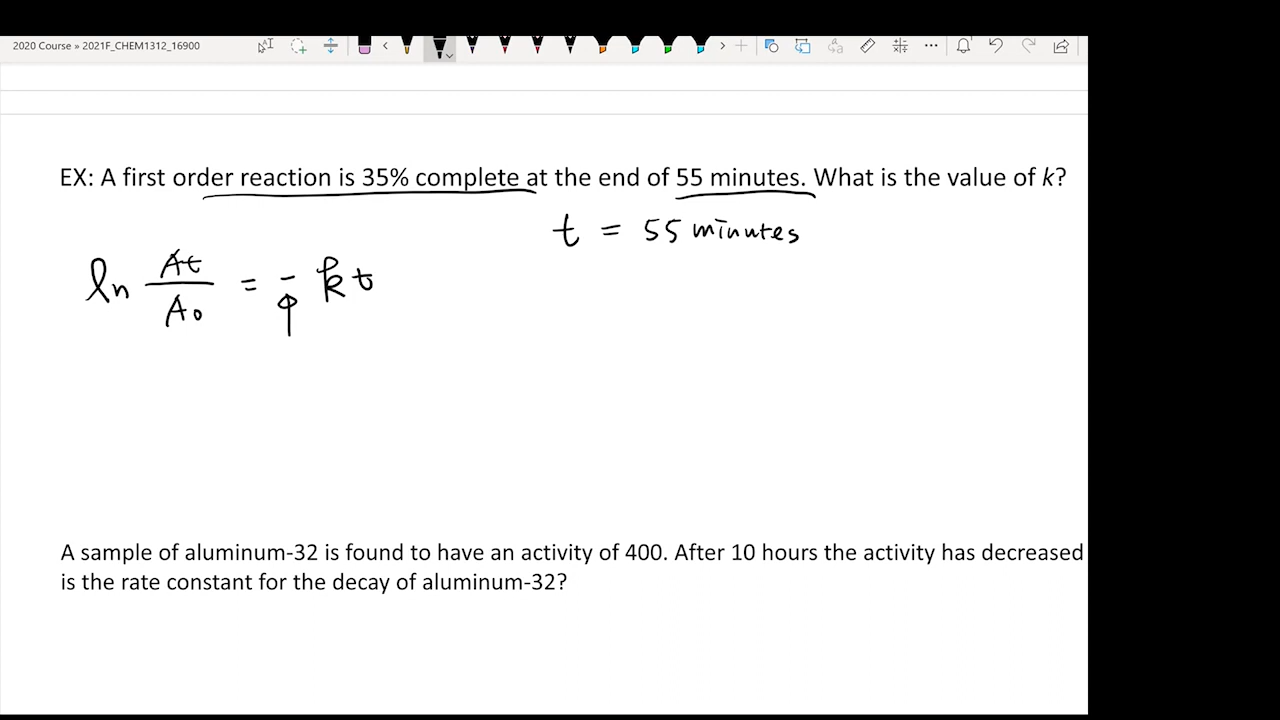 2020 Course » 2021F_CHEM1312_16900
EX: A first order reaction is 35% complete at the end of 55 minutes. What is the value of k?
t = 55 minutes
ln At/A0 = - kt
A sample of aluminum-32 is found to have an activity of 400. After 10 hours the activity has decreased
is the rate constant for the decay of aluminum-32?